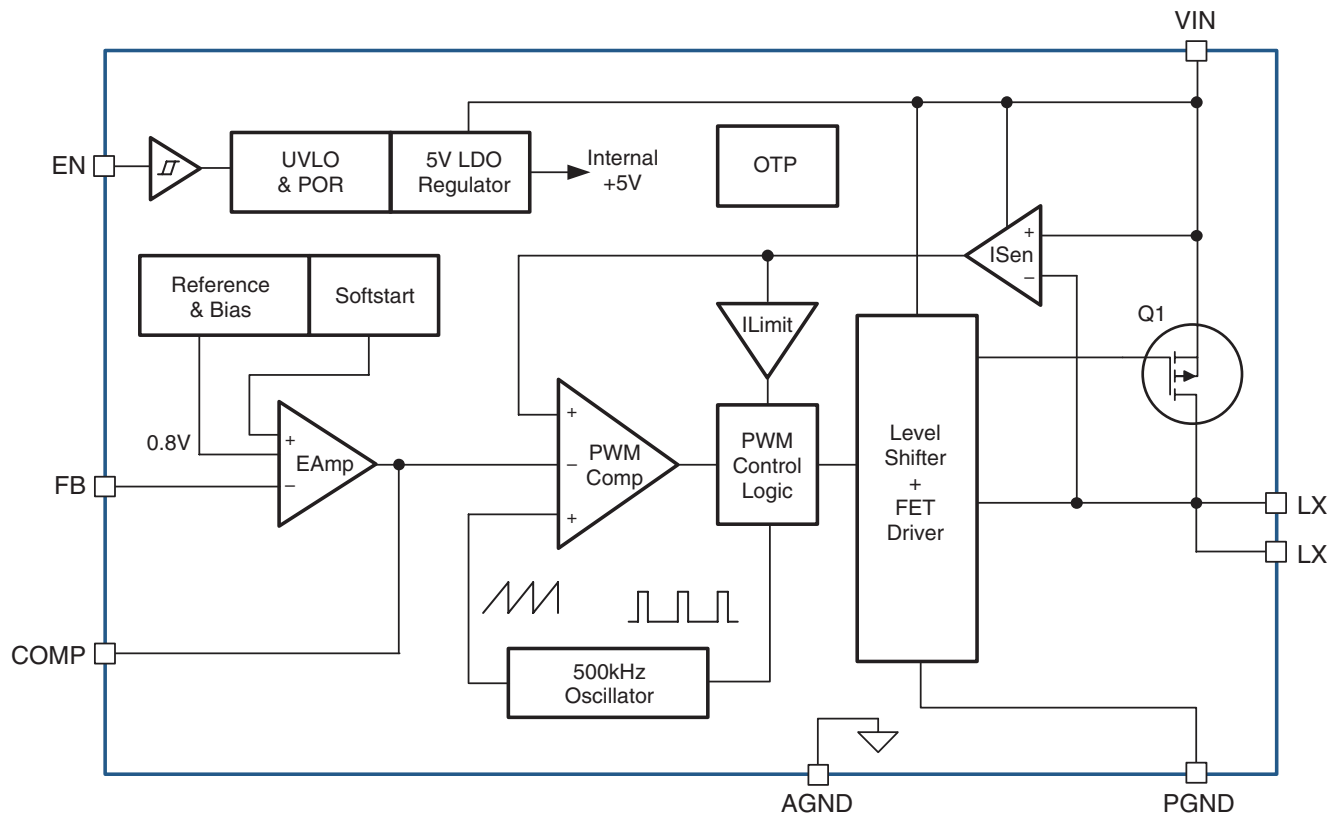 VIN
EN
UVLO
& POR
5V LDO
Regulator
Internal
+5V
OTP
+
ISen
−
Reference
& Bias
Softstart
ILimit
Q1
0.8V
+
EAmp
−
FB
+
−
PWM
Comp
+
PWM
Control
Logic
Level
Shifter
+
FET
Driver
LX
LX
COMP
500kHz
Oscillator
AGND
PGND